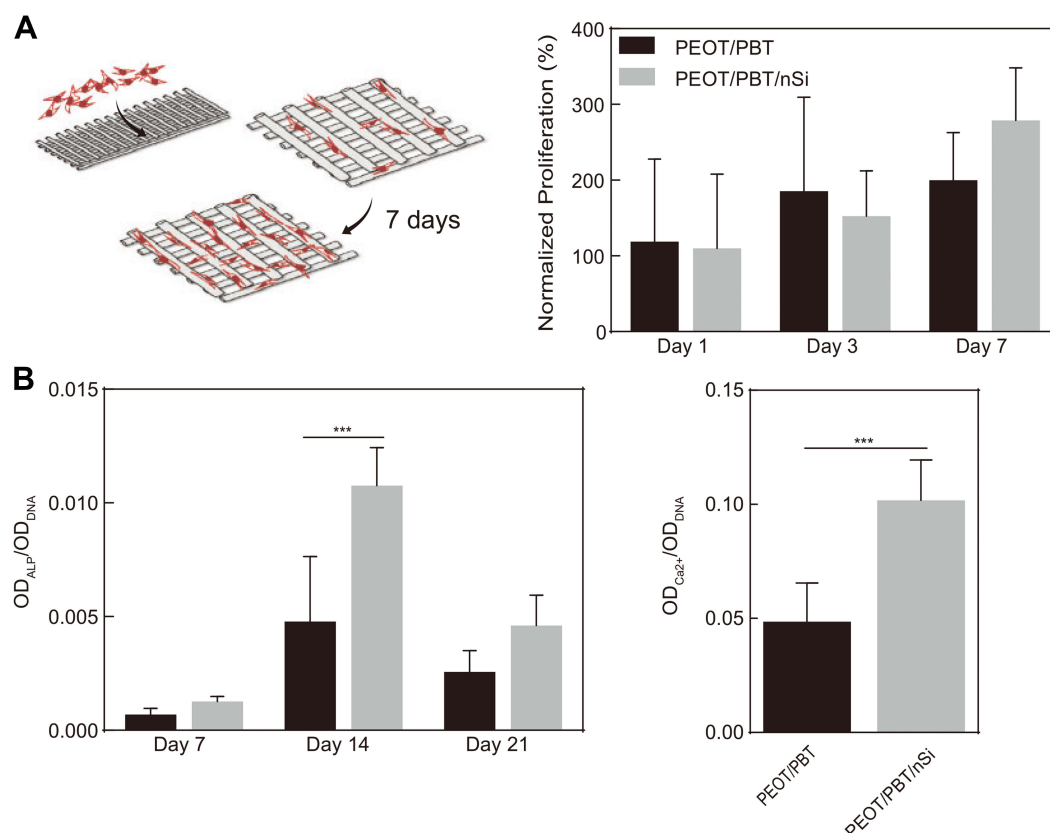 A
7 days
Normalized Proliferation (%)
400
300
200
100
0
PEOT/PBT
PEOT/PBT/nSi
Day 1 Day 3 Day 7
B
OD_ALP/OD_DNA
0.015
0.010
0.005
0.000
***
Day 7 Day 14 Day 21
OD_Ca2+/OD_DNA
0.15
0.10
0.05
0.00
***
PEOT/PBT
PEOT/PBT/nSi